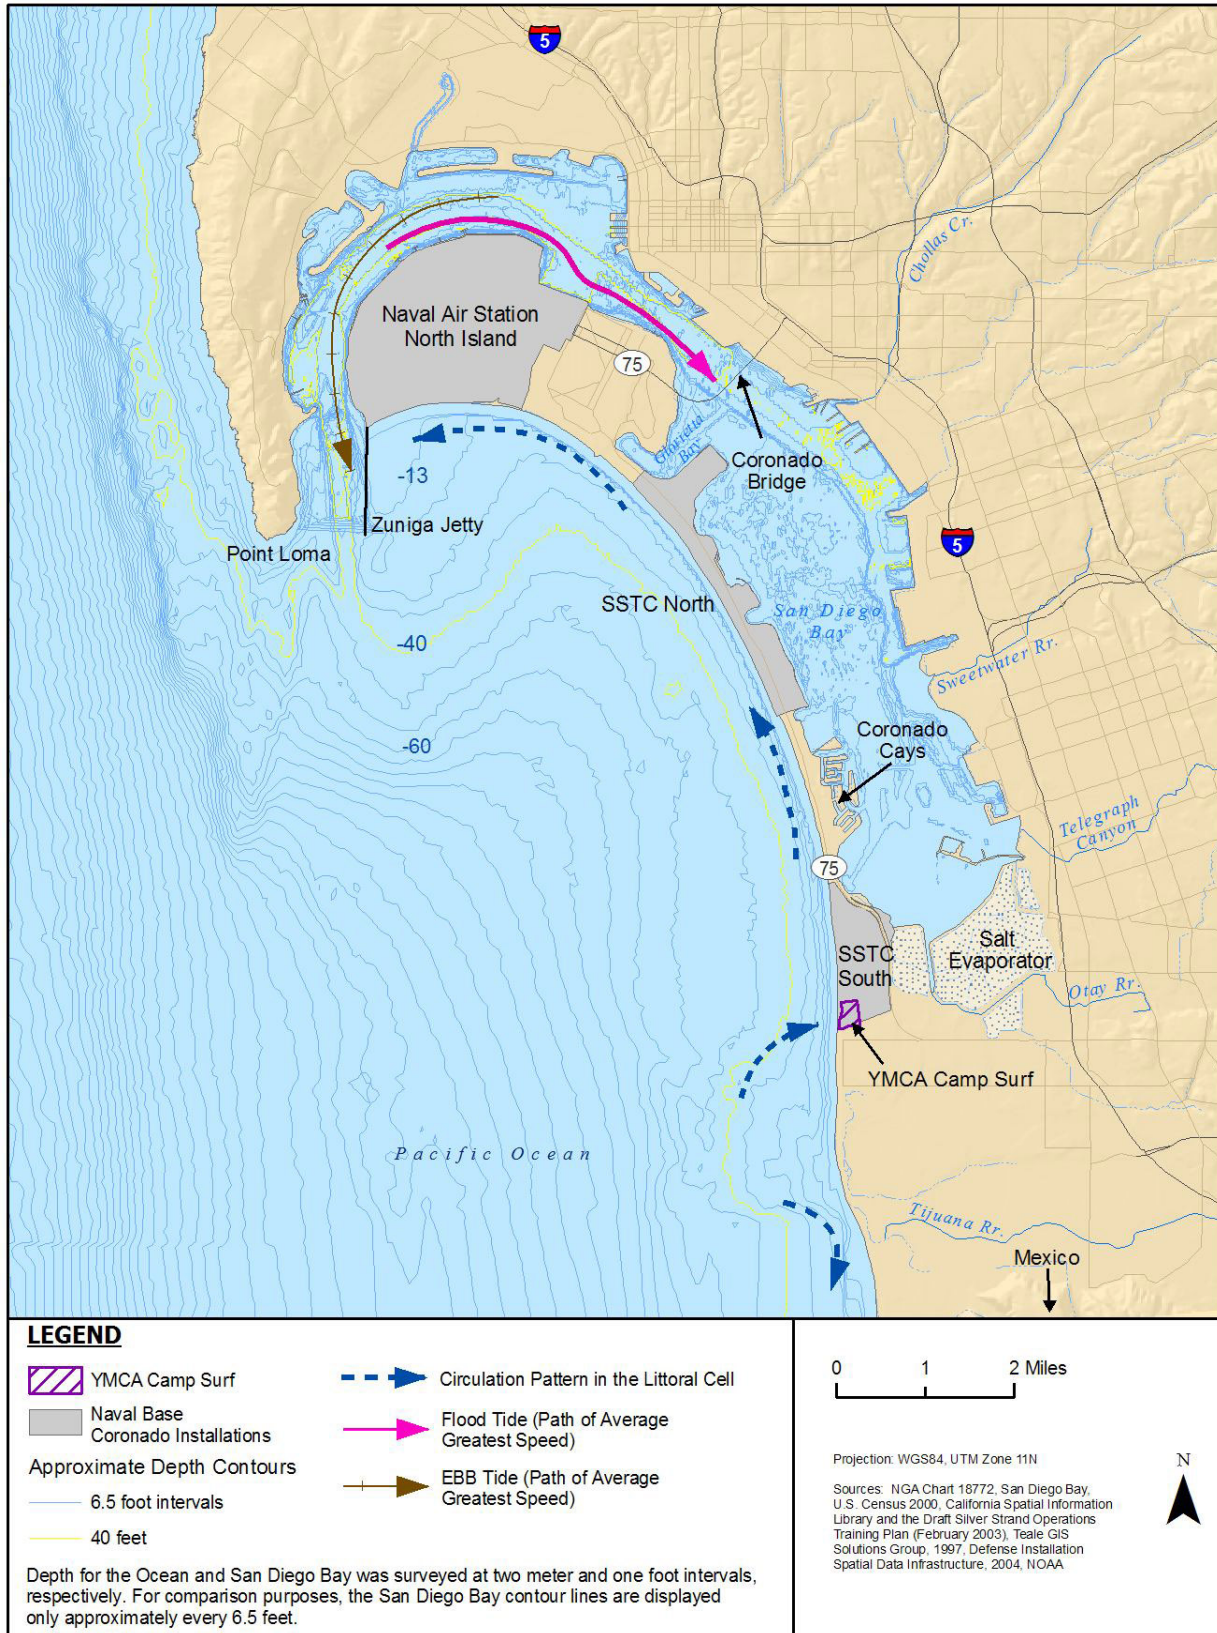 5
Naval Air Station
North Island
75
Chollas Cr.
Glorietta
Bay
Coronado
Bridge
-13
Zuniga Jetty
Point Loma
5
SSTC North
San Diego
Bay
-40
Sweetwater Rr.
-60
Coronado
Cays
Telegraph
Canyon
75
SSTC
South
Salt
Evaporator
Otay Rr.
YMCA Camp Surf
Pacific Ocean
Tijuana Rr.
Mexico
LEGEND
YMCA Camp Surf
Naval Base
Coronado Installations
Approximate Depth Contours
6.5 foot intervals
40 feet
Circulation Pattern in the Littoral Cell
Flood Tide (Path of Average
Greatest Speed)
EBB Tide (Path of Average
Greatest Speed)
Depth for the Ocean and San Diego Bay was surveyed at two meter and one foot intervals,
respectively. For comparison purposes, the San Diego Bay contour lines are displayed
only approximately every 6.5 feet.
0 1 2 Miles
Projection: WGS84, UTM Zone 11N
Sources: NGA Chart 18772, San Diego Bay,
U.S. Census 2000, California Spatial Information
Library and the Draft Silver Strand Operations
Training Plan (February 2003), Teale GIS
Solutions Group, 1997, Defense Installation
Spatial Data Infrastructure, 2004, NOAA
N